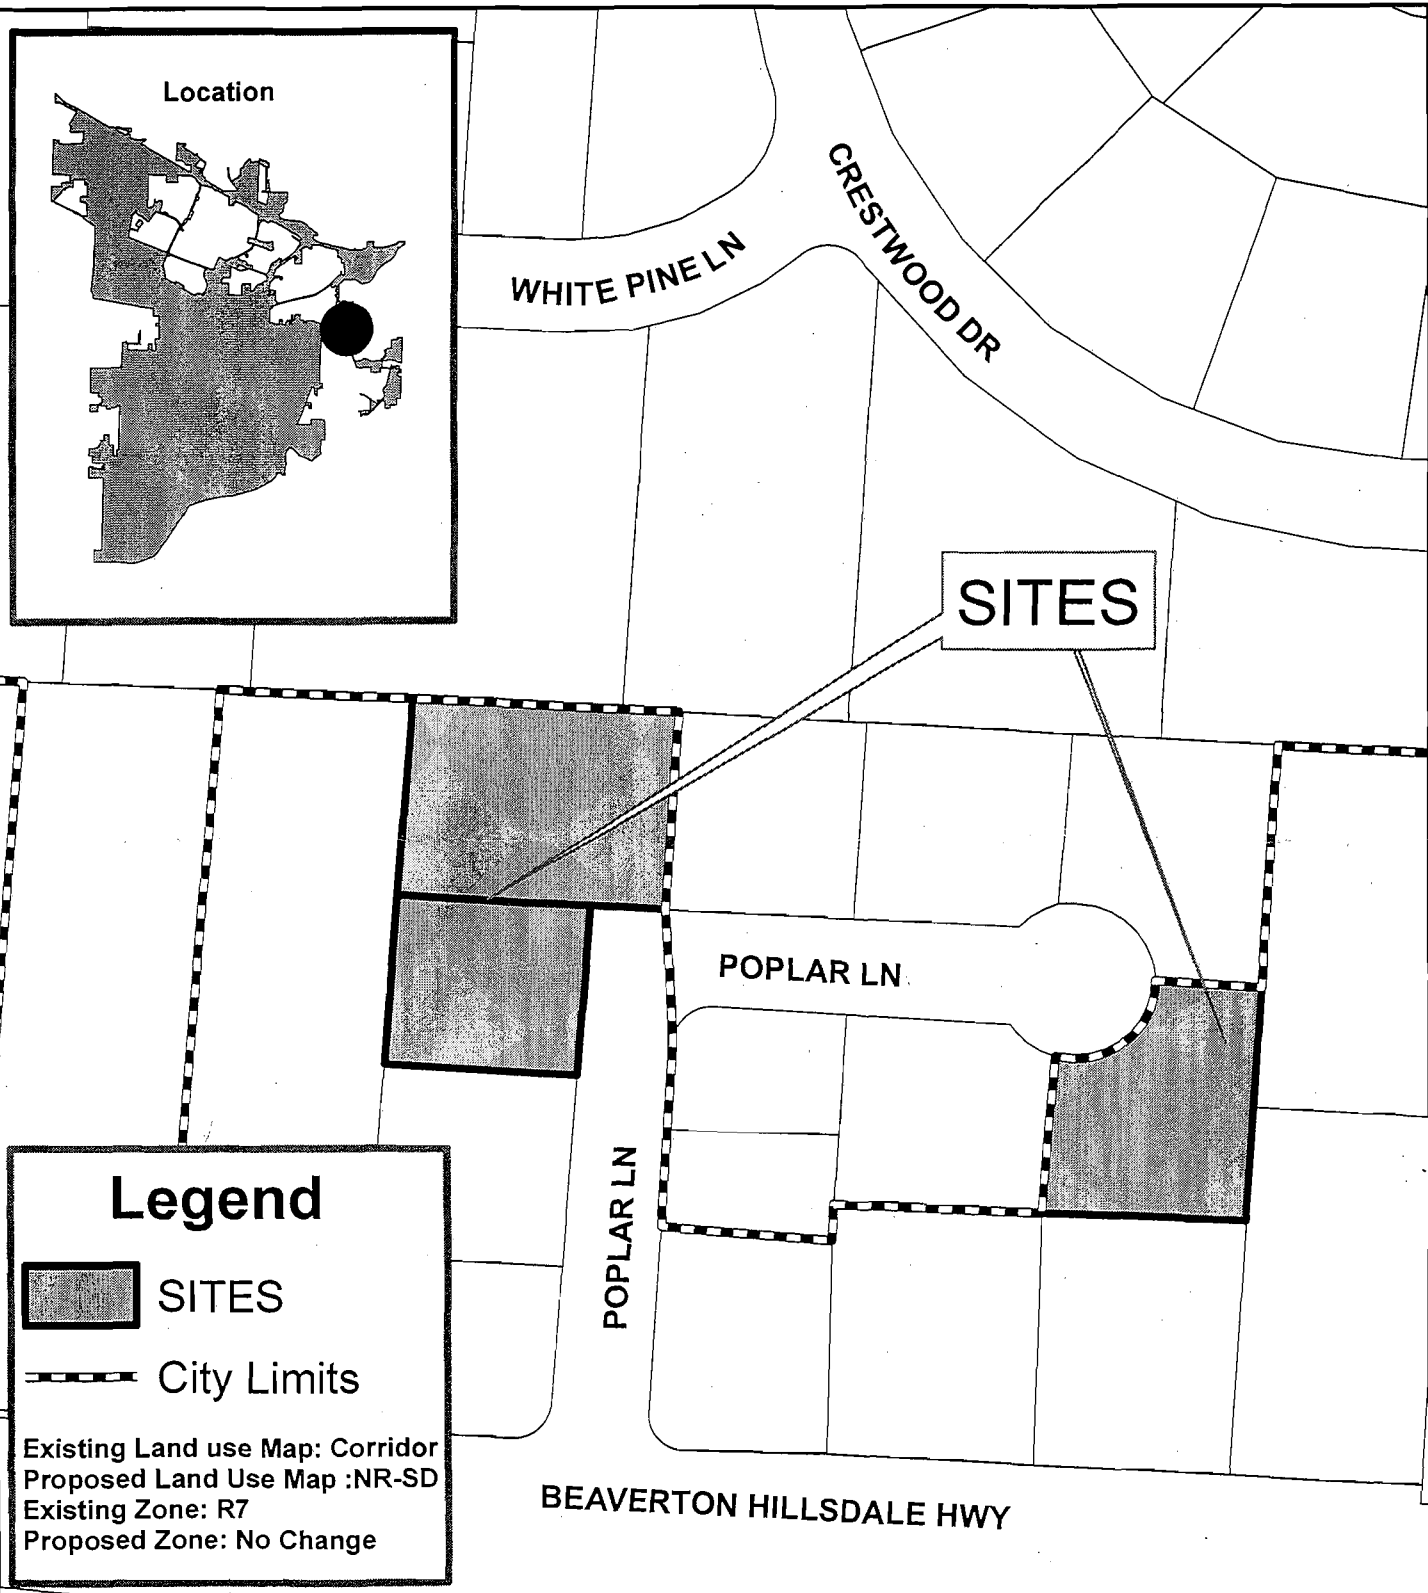 Location
WHITE PINE LN
CRESTWOOD DR
SITES
POPLAR LN
POPLAR LN
Legend
SITES
City Limits
Existing Land use Map: Corridor
Proposed Land Use Map :NR-SD
Existing Zone: R7
Proposed Zone: No Change
BEAVERTON HILLSDALE HWY